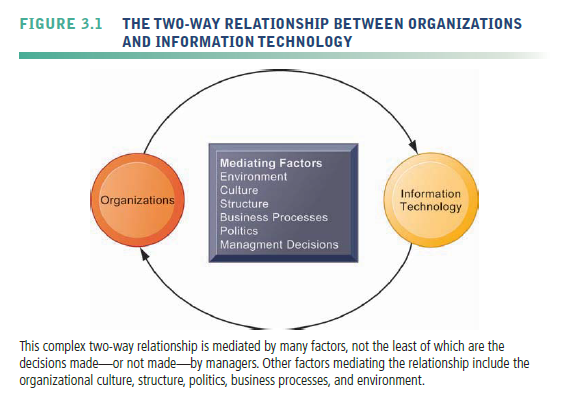 FIGURE 3.1 THE TWO-WAY RELATIONSHIP BETWEEN ORGANIZATIONS
AND INFORMATION TECHNOLOGY
Organizations
Mediating Factors
Environment
Culture
Structure
Business Processes
Politics
Managment Decisions
Information
Technology
This complex two-way relationship is mediated by many factors, not the least of which are the
decisions made—or not made—by managers. Other factors mediating the relationship include the
organizational culture, structure, politics, business processes, and environment.